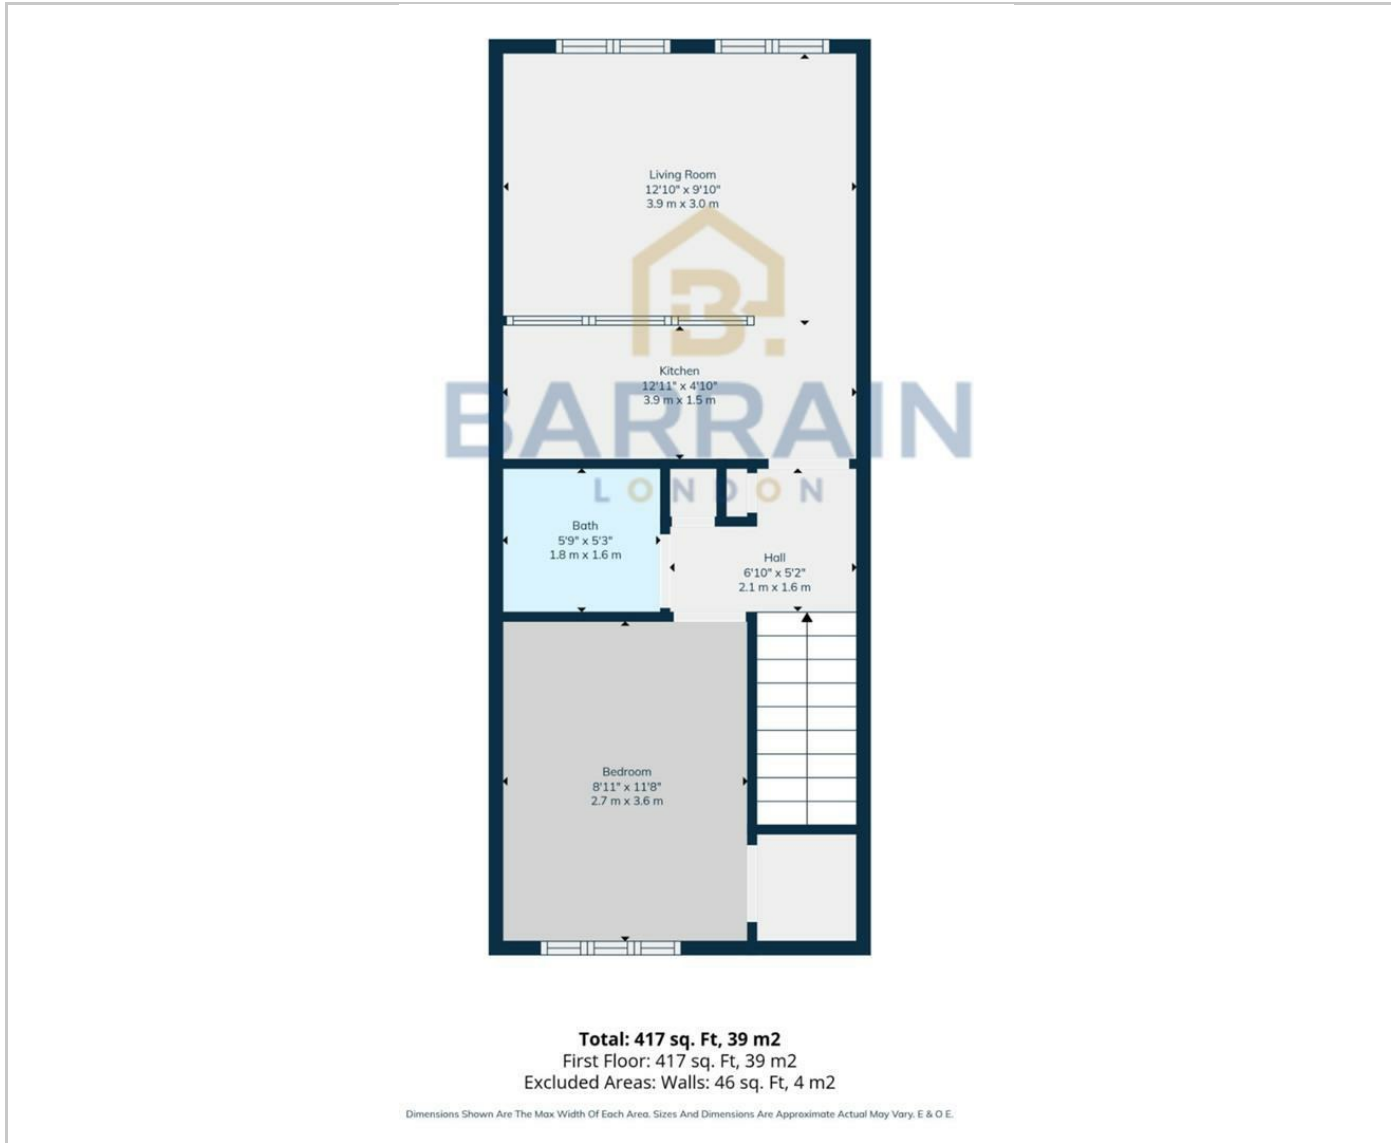 Living Room
12'10" x 9'10"
3.9 m x 3.0 m
B.
Kitchen
12'11" x 4'10"
3.9 m x 1.5 m
BARRAIN
LONDON
Bath
5'9" x 5'3"
1.8 m x 1.6 m
Hall
6'10" x 5'2"
2.1 m x 1.6 m
Bedroom
8'11" x 11'8"
2.7 m x 3.6 m
Total: 417 sq. Ft, 39 m2
First Floor: 417 sq. Ft, 39 m2
Excluded Areas: Walls: 46 sq. Ft, 4 m2
Dimensions Shown Are The Max Width Of Each Area. Sizes And Dimensions Are Approximate Actual May Vary. E & O E.